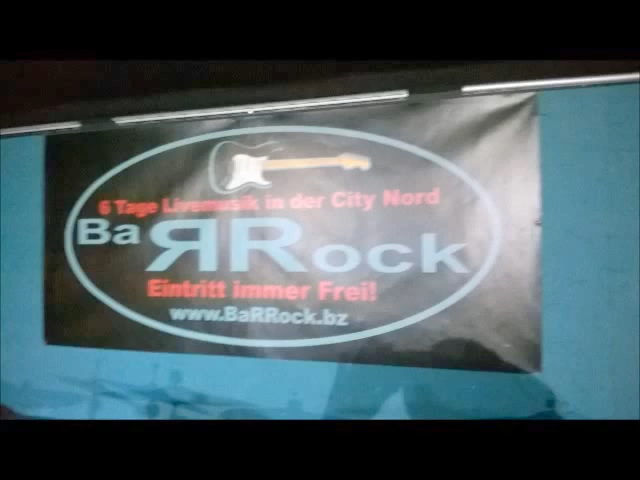 6 Tage Livemusik in der City Nord
BaЯRock
Eintritt immer Frei!
www.BaRRock.bz